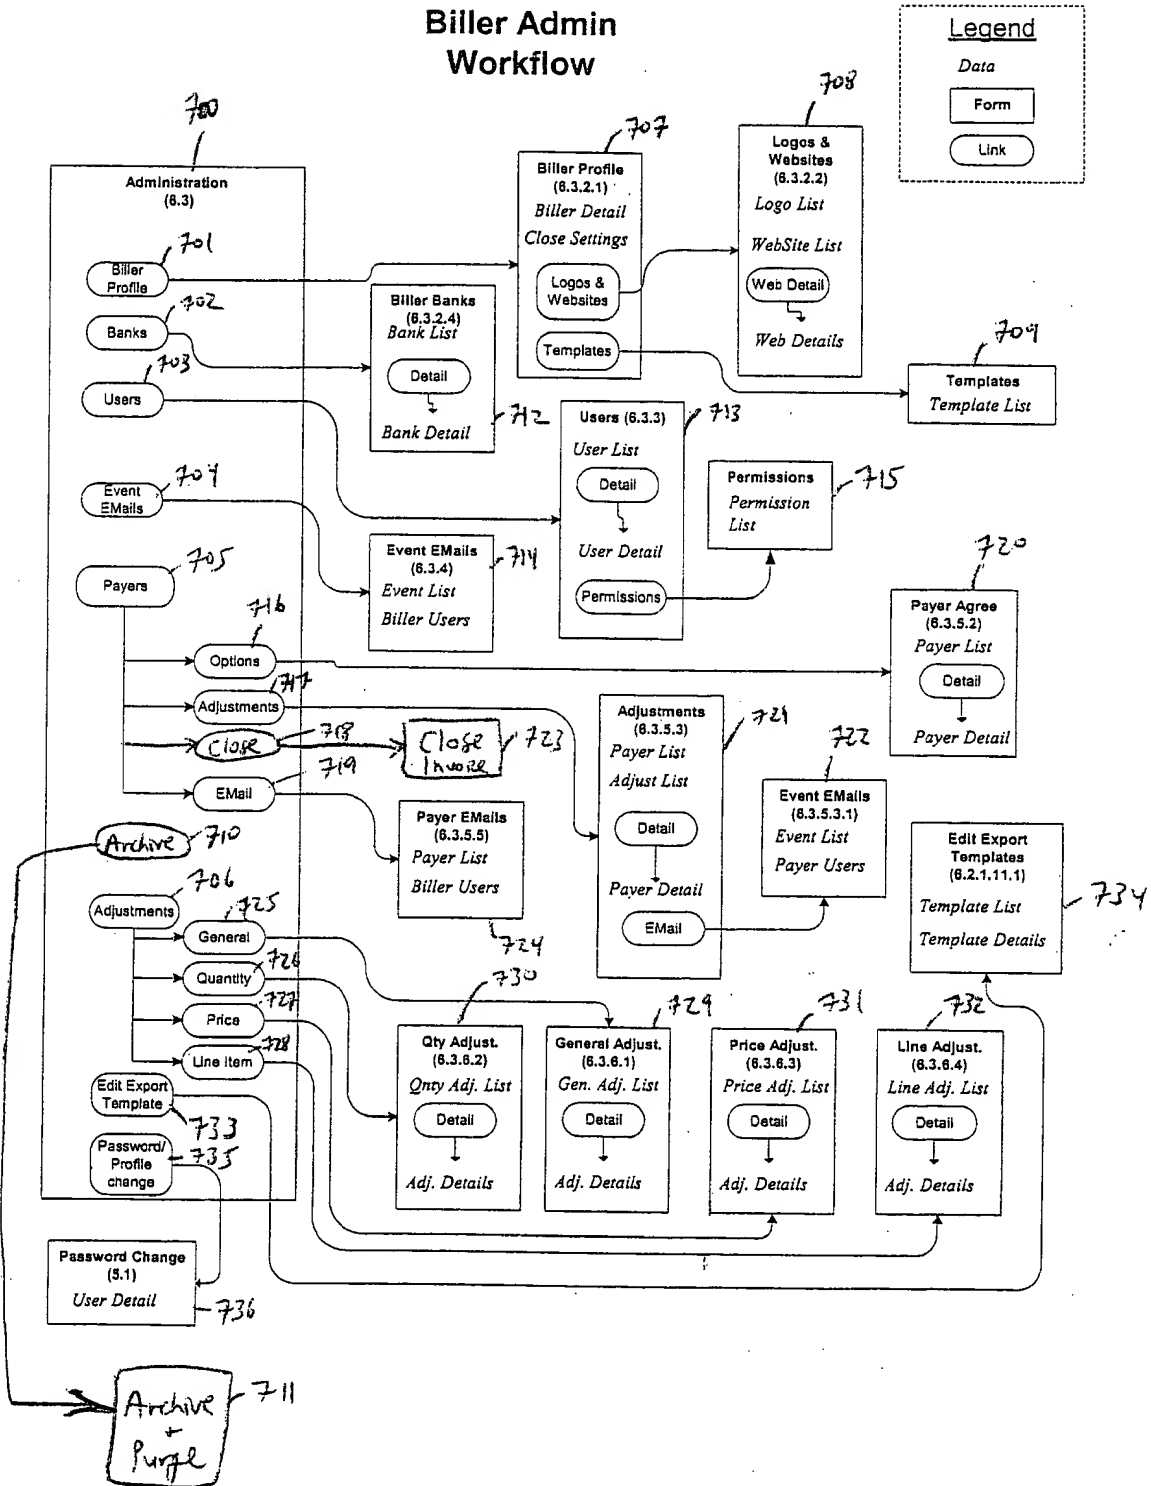 Biller Admin
Workflow
Legend
Data
Form
Link
700
Administration
(6.3)
701
Biller
Profile
702
Banks
703
Users
704
Event
EMails
705
Payers
716
Options
717
Adjustments
718
Close
719
EMail
710
Archive
706
Adjustments
725
General
726
Quantity
727
Price
728
Line Item
Edit Export
Template
733
Password/
Profile
change
735
707
Biller Profile
(6.3.2.1)
Biller Detail
Close Settings
Logos &
Websites
Templates
708
Logos &
Websites
(6.3.2.2)
Logo List
WebSite List
Web Detail
Web Details
709
Templates
Template List
Biller Banks
(6.3.2.4)
Bank List
Detail
Bank Detail
712
Users (6.3.3)
713
User List
Detail
User Detail
Permissions
Permissions
715
Permission
List
Event EMails
(6.3.4)
714
Event List
Biller Users
720
Payer Agree
(6.3.5.2)
Payer List
Detail
Payer Detail
Close
Invoice
723
Adjustments
(6.3.5.3)
721
Payer List
Adjust List
Detail
Payer Detail
EMail
722
Event EMails
(6.3.5.3.1)
Event List
Payer Users
Payer EMails
(6.3.5.5)
Payer List
Biller Users
724
Edit Export
Templates
(6.2.1.11.1)
Template List
Template Details
734
730
Qty Adjust.
(6.3.6.2)
Qnty Adj. List
Detail
Adj. Details
729
General Adjust.
(6.3.6.1)
Gen. Adj. List
Detail
Adj. Details
731
Price Adjust.
(6.3.6.3)
Price Adj. List
Detail
Adj. Details
732
Line Adjust.
(6.3.6.4)
Line Adj. List
Detail
Adj. Details
Password Change
(5.1)
User Detail
736
Archive
+
Purge
711